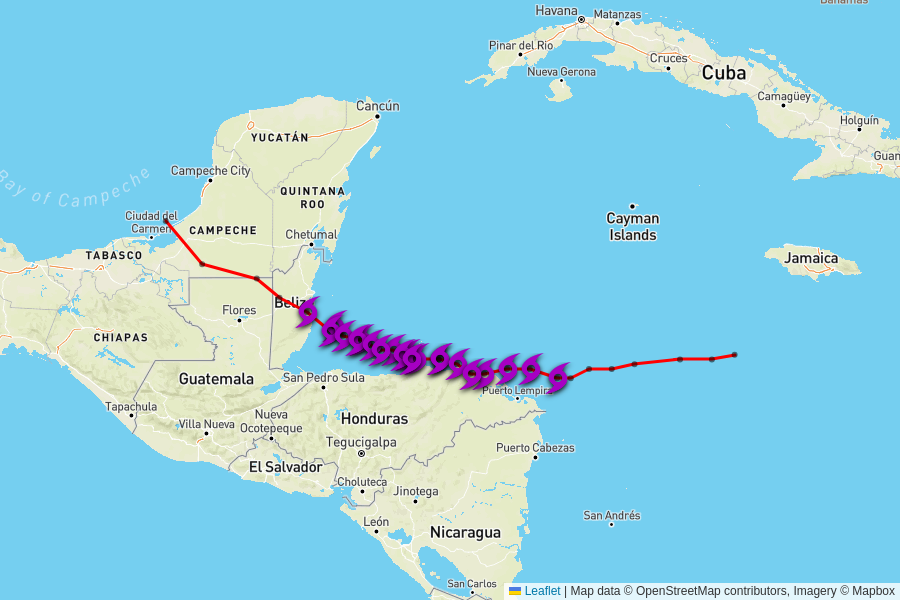 Bahamas
Havana
Matanzas
Pinar del Río
Cruces
Nueva Gerona
Cuba
Camagüey
Cancún
Holguín
YUCATÁN
Guan
Campeche City
Bay of Campeche
QUINTANA
ROO
Ciudad del
Carmen
CAMPECHE
Chetumal
Cayman
Islands
TABASCO
Jamaica
Beliz
Flores
CHIAPAS
Guatemala
San Pedro Sula
Puerto Lempira
Tapachula
Villa Nueva
Nueva
Ocotepeque
Honduras
Tegucigalpa
Puerto Cabezas
El Salvador
Choluteca
Jinotega
León
San Andrés
Nicaragua
San Carlos
Leaflet | Map data © OpenStreetMap contributors, Imagery © Mapbox